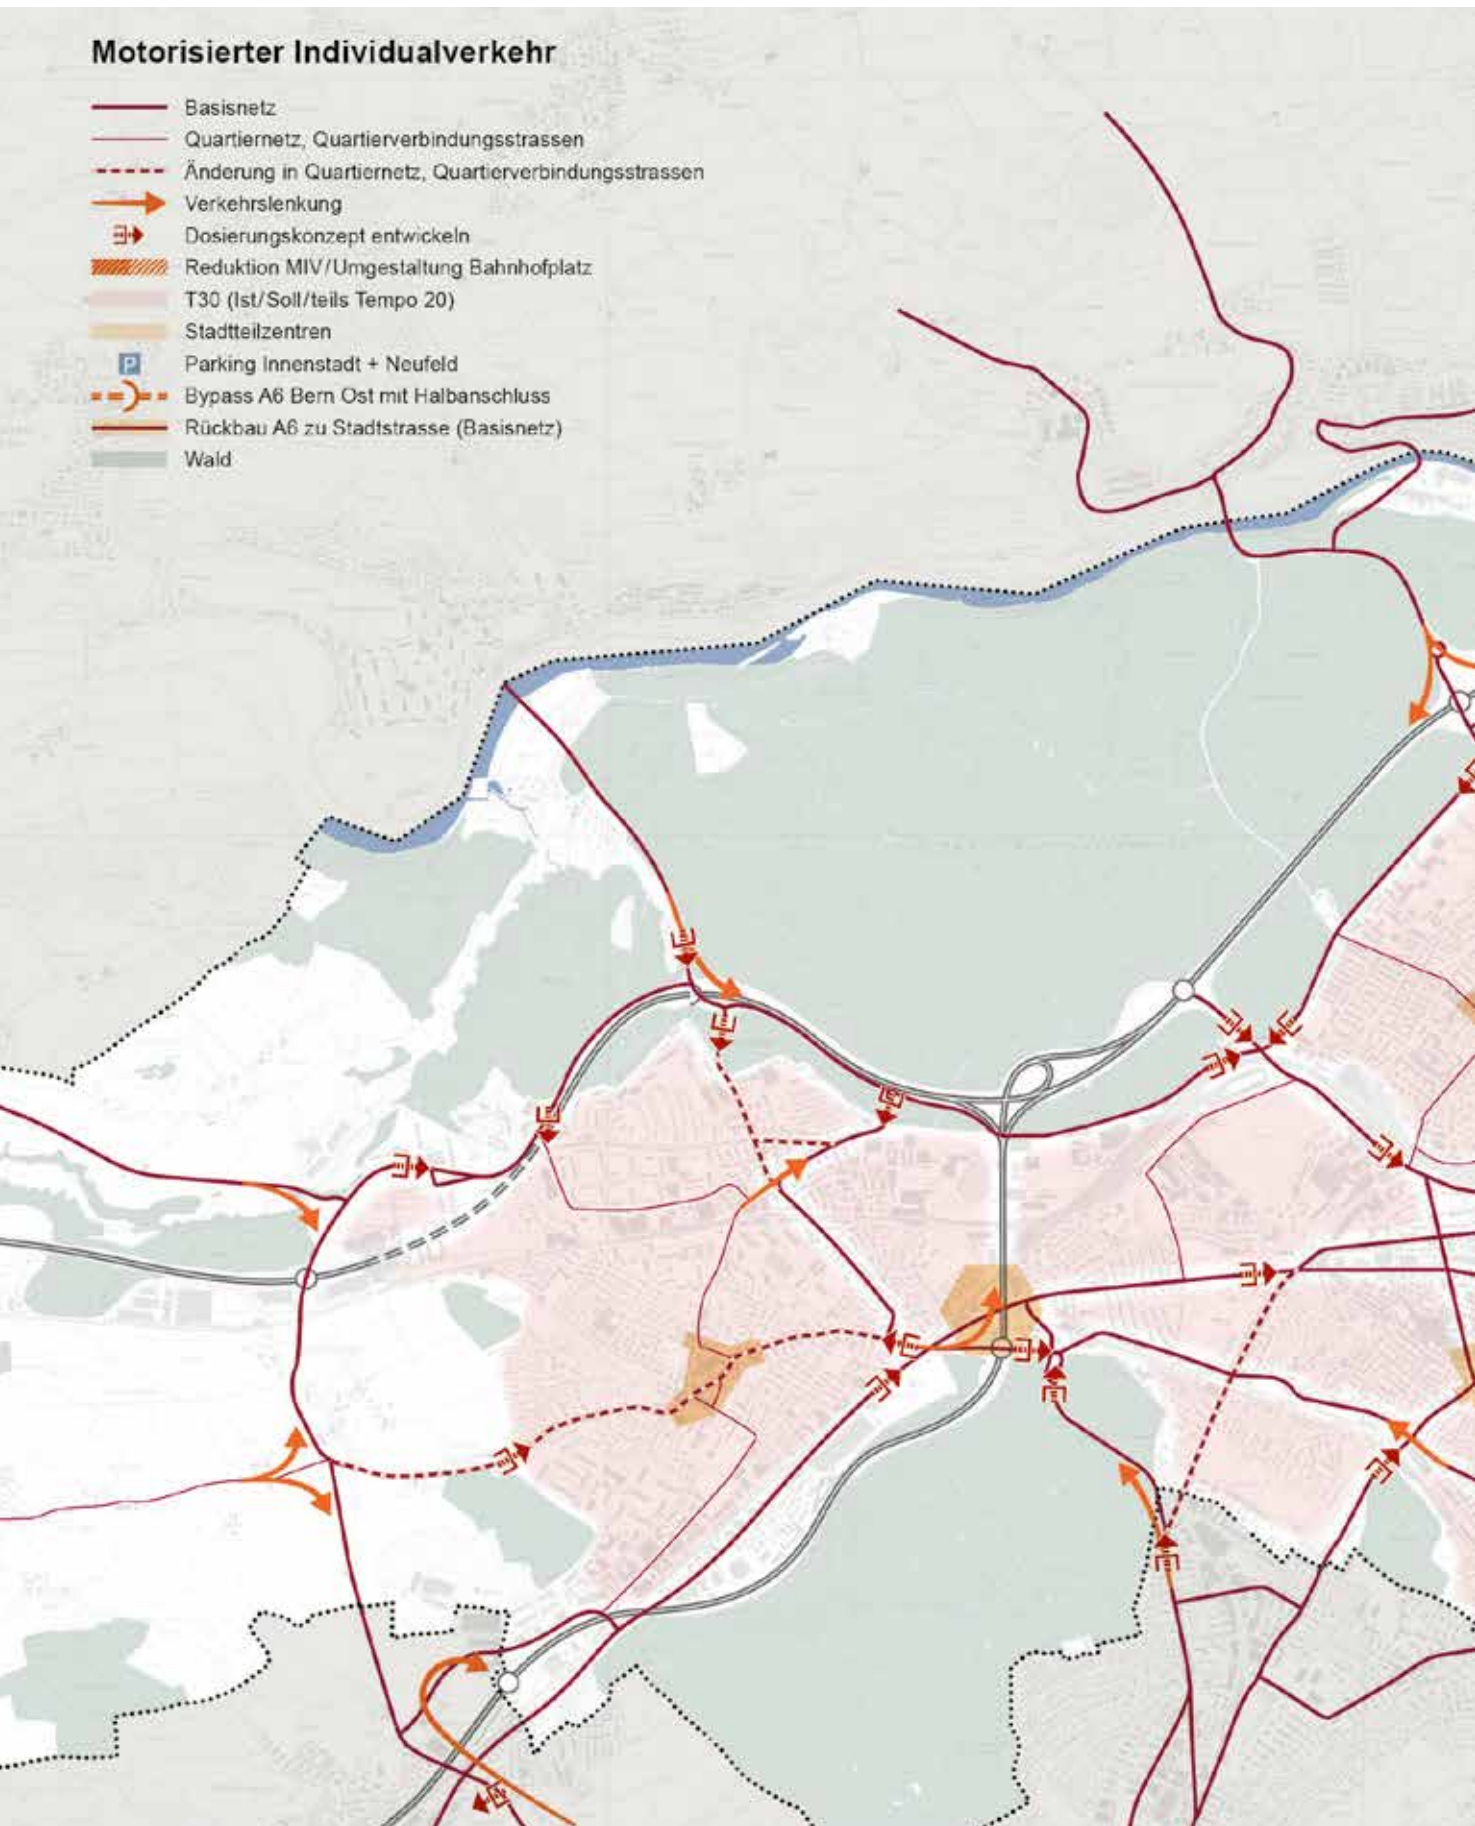 Motorisierter Individualverkehr
Basisnetz
Quartiernetz, Quartierverbindungsstrassen
Änderung in Quartiernetz, Quartierverbindungsstrassen
Verkehrslenkung
Dosierungskonzept entwickeln
Reduktion MIV/Umgestaltung Bahnhofplatz
T30 (Ist/Soll/teils Tempo 20)
Stadtteilzentren
P Parking Innenstadt + Neufeld
Bypass A6 Bern Ost mit Halbanschluss
Rückbau A6 zu Stadtstrasse (Basisnetz)
Wald